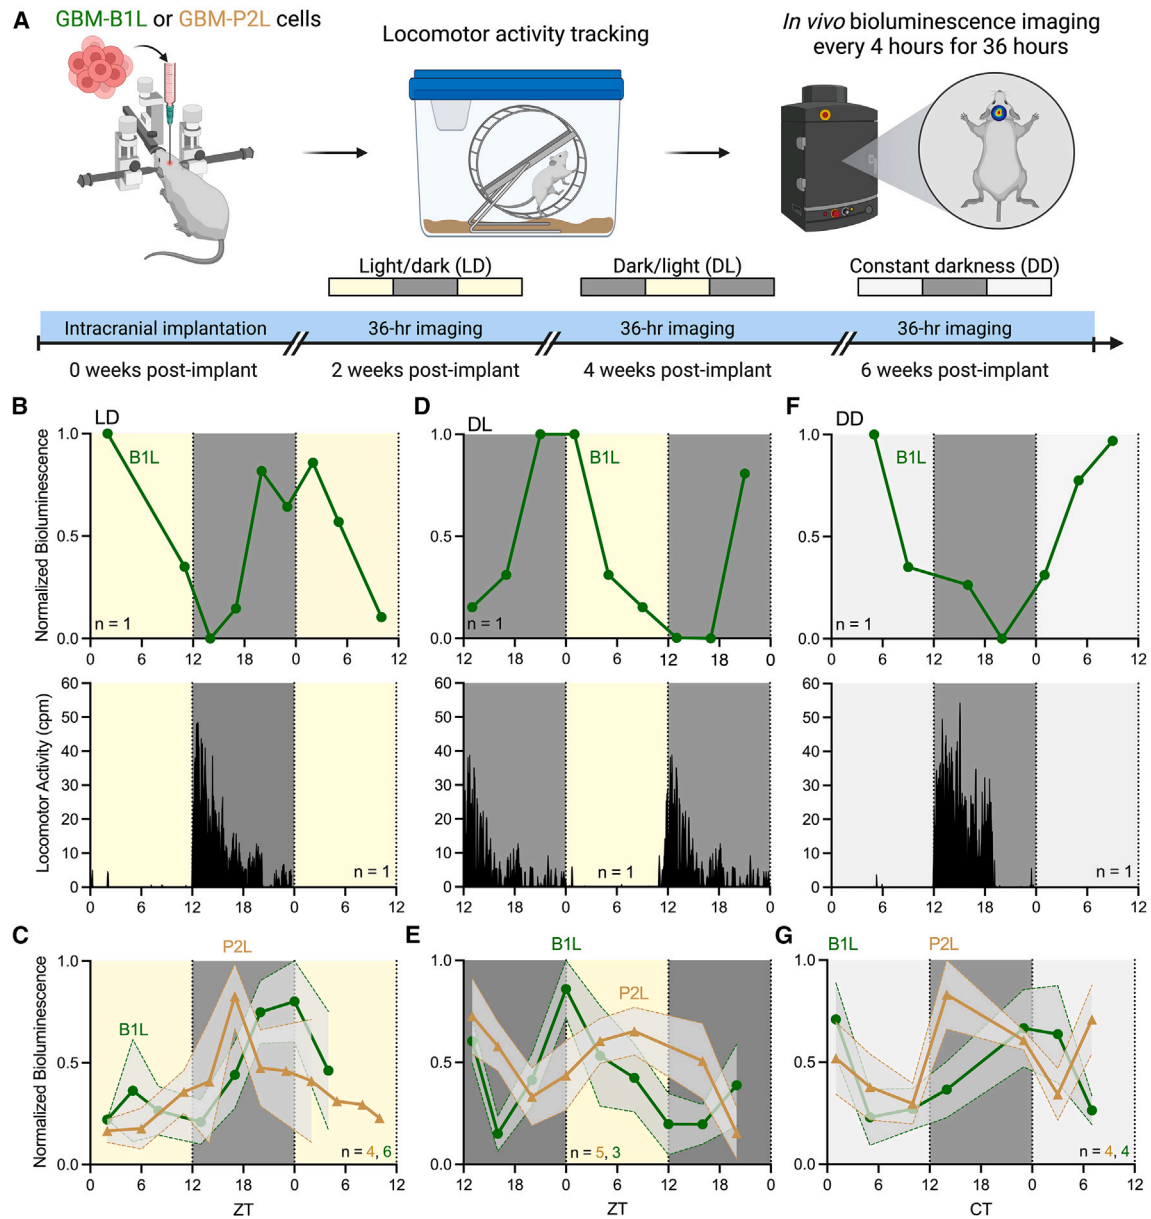 A
GBM-B1L or GBM-P2L cells
Locomotor activity tracking
In vivo bioluminescence imaging
every 4 hours for 36 hours
Light/dark (LD)
Dark/light (DL)
Constant darkness (DD)
Intracranial implantation
36-hr imaging
36-hr imaging
36-hr imaging
0 weeks post-implant
2 weeks post-implant
4 weeks post-implant
6 weeks post-implant
B
LD
Normalized Bioluminescence
1.0
0.5
0.0
B1L
n = 1
0 6 12 18 0 6 12
Locomotor Activity (cpm)
60
50
40
30
20
10
0
n = 1
0 6 12 18 0 6 12
D
DL
1.0
0.5
0.0
B1L
n = 1
12 18 0 6 12 18 0
60
50
40
30
20
10
0
n = 1
12 18 0 6 12 18 0
F
DD
1.0
0.5
0.0
B1L
n = 1
0 6 12 18 0 6 12
60
50
40
30
20
10
0
n = 1
0 6 12 18 0 6 12
C
P2L
B1L
Normalized Bioluminescence
1.0
0.5
0.0
n = 4, 6
0 6 12 18 0 6 12
ZT
E
B1L
P2L
1.0
0.5
0.0
n = 5, 3
12 18 0 6 12 18 0
ZT
G
B1L
P2L
1.0
0.5
0.0
n = 4, 4
0 6 12 18 0 6 12
CT